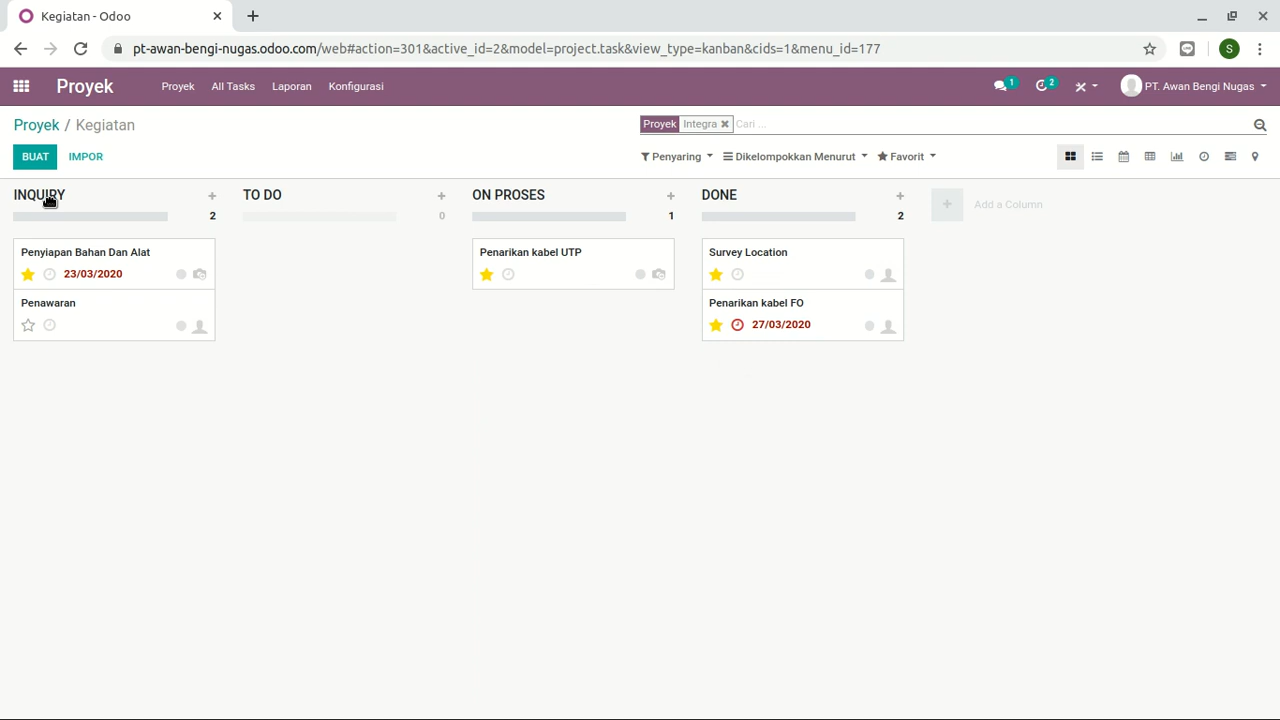 Kegiatan - Odoo
pt-awan-bengi-nugas.odoo.com/web#action=301&active_id=2&model=project.task&view_type=kanban&cids=1&menu_id=177
S
Proyek Proyek All Tasks Laporan Konfigurasi 1 2 PT. Awan Bengi Nugas
Proyek / Kegiatan
Proyek Integra Cari ...
BUAT IMPOR
Penyaring Dikelompokkan Menurut Favorit
INQUIRY
2
Penyiapan Bahan Dan Alat
23/03/2020
Penawaran
TO DO
0
ON PROSES
1
Penarikan kabel UTP
DONE
2
Survey Location
Penarikan kabel FO
27/03/2020
Add a Column